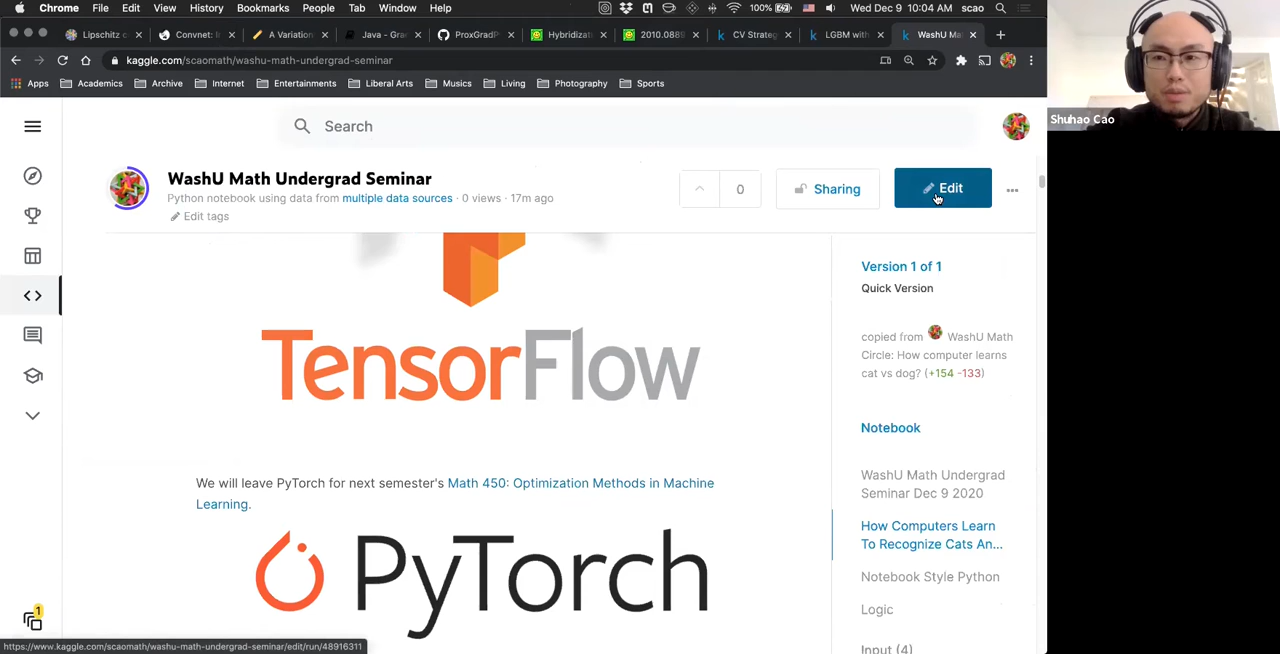 Chrome File Edit View History Bookmarks People Tab Window Help 100% Wed Dec 9 10:04 AM scao
Lipschitz c Convnet: I A Variation Java - Gra ProxGradP Hybridizat 2010.0889 CV Strateg LGBM with WashU Ma
kaggle.com/scaomath/washu-math-undergrad-seminar
Apps Academics Archive Internet Entertainments Liberal Arts Musics Living Photography Sports
Shuhao Cao
Search
WashU Math Undergrad Seminar
Python notebook using data from multiple data sources · 0 views · 17m ago
Edit tags
0
Sharing
Edit
TensorFlow
We will leave PyTorch for next semester's Math 450: Optimization Methods in Machine
Learning.
PyTorch
Version 1 of 1
Quick Version
copied from WashU Math
Circle: How computer learns
cat vs dog? (+154 -133)
Notebook
WashU Math Undergrad
Seminar Dec 9 2020
How Computers Learn
To Recognize Cats An...
Notebook Style Python
Logic
Input (4)
1
https://www.kaggle.com/scaomath/washu-math-undergrad-seminar/edit/run/48916311